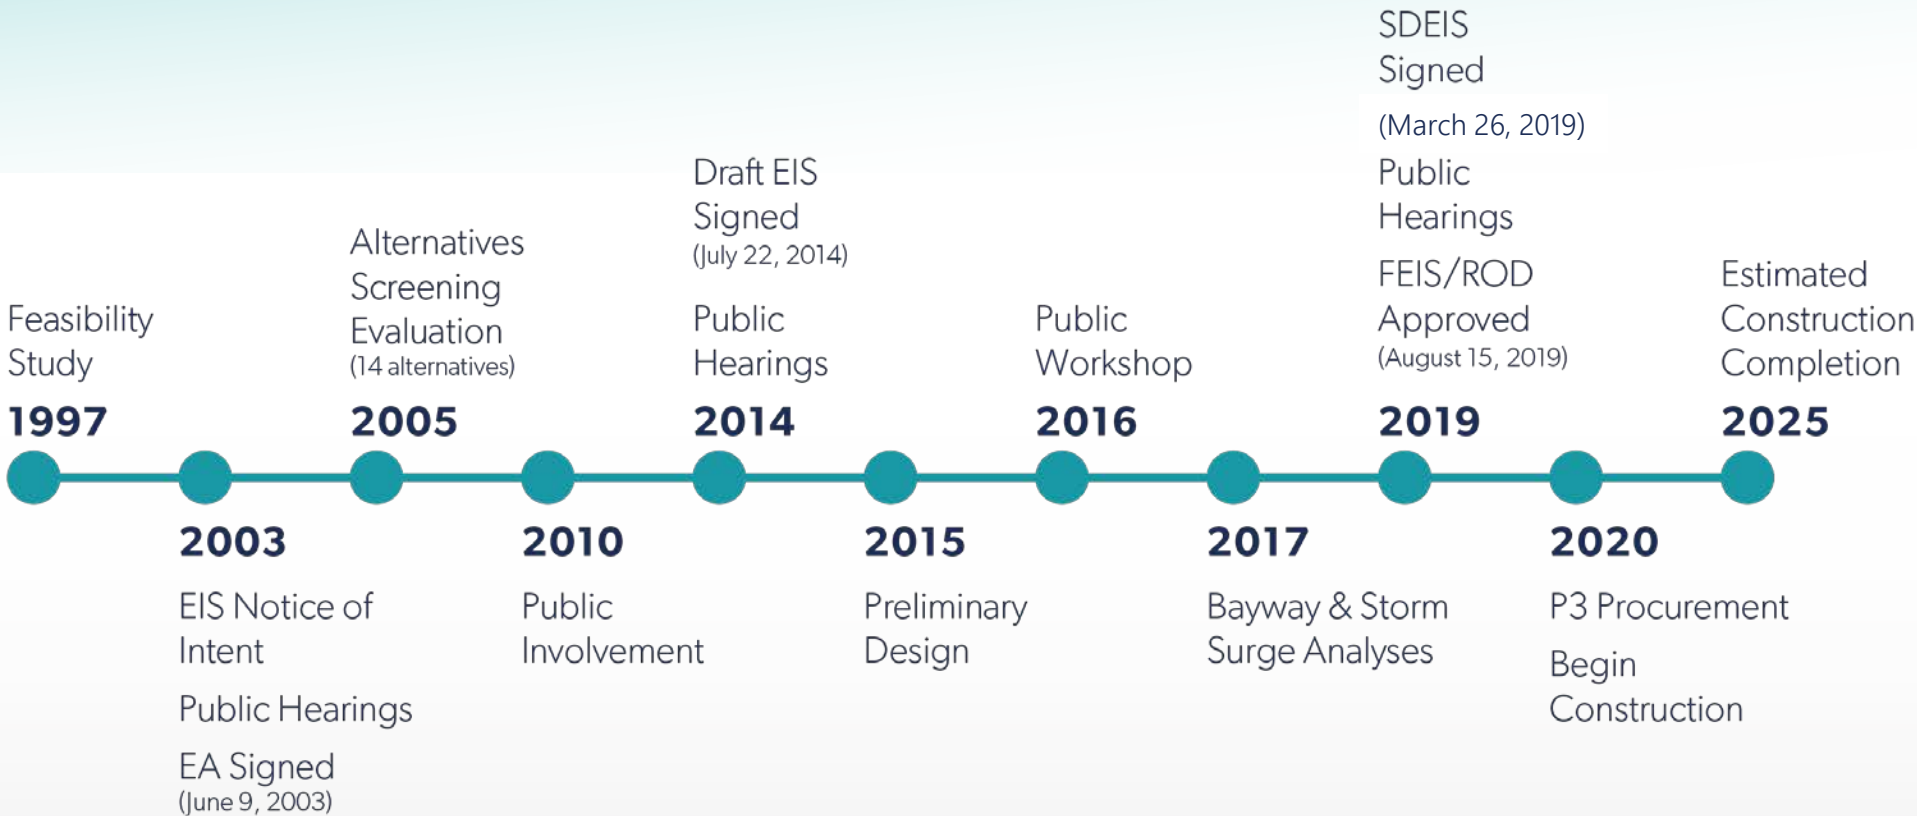 Feasibility
Study
1997
2003
EIS Notice of
Intent
Public Hearings
EA Signed
(June 9, 2003)
Alternatives
Screening
Evaluation
(14 alternatives)
2005
2010
Public
Involvement
Draft EIS
Signed
(July 22, 2014)
Public
Hearings
2014
2015
Preliminary
Design
Public
Workshop
2016
2017
Bayway & Storm
Surge Analyses
SDEIS
Signed
(March 26, 2019)
Public
Hearings
FEIS/ROD
Approved
(August 15, 2019)
2019
2020
P3 Procurement
Begin
Construction
Estimated
Construction
Completion
2025